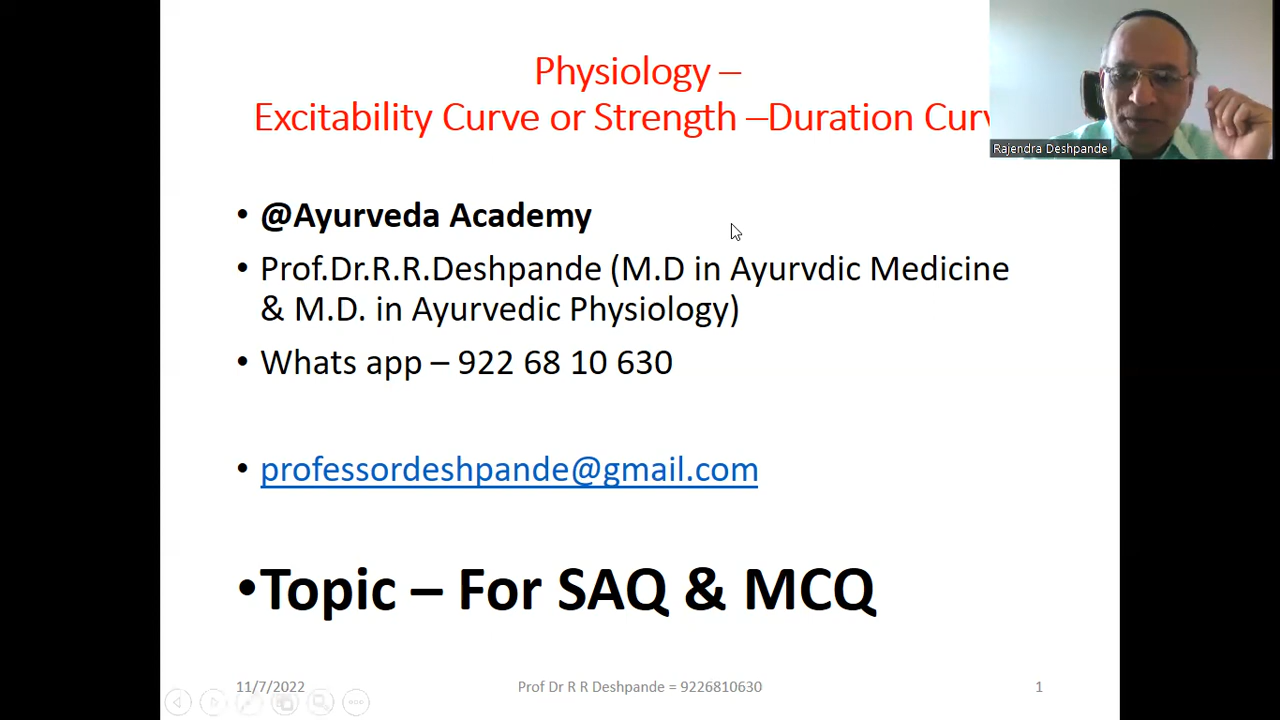 Physiology –
Excitability Curve or Strength –Duration Curv
Rajendra Deshpande
• @Ayurveda Academy
• Prof.Dr.R.R.Deshpande (M.D in Ayurvdic Medicine
& M.D. in Ayurvedic Physiology)
• Whats app – 922 68 10 630
• professordeshpande@gmail.com
•Topic – For SAQ & MCQ
11/7/2022
Prof Dr R R Deshpande = 9226810630
1